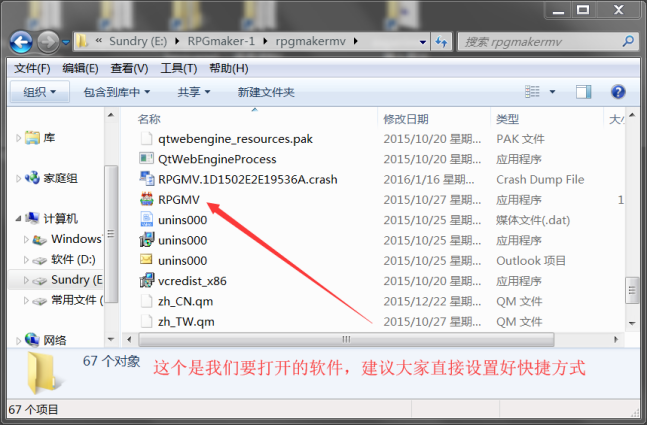 « Sundry (E:) ▸ RPGmaker-1 ▸ rpgmakermv ▸ 搜索 rpgmakermv
文件(F) 编辑(E) 查看(V) 工具(T) 帮助(H)
组织 包含到库中 共享 新建文件夹
名称 修改日期 类型 大
qtwebengine_resources.pak 2015/10/20 星期... PAK 文件
QtWebEngineProcess 2015/10/20 星期... 应用程序
RPGMV.1D1502E2E19536A.crash 2016/1/16 星期... Crash Dump File
RPGMV 2015/10/27 星期... 应用程序 1
unins000 2015/10/25 星期... 媒体文件(.dat)
unins000 2015/10/25 星期... 应用程序
unins000 2015/10/25 星期... Outlook 项目
vcredist_x86 2015/10/20 星期... 应用程序
zh_CN.qm 2015/12/22 星期... QM 文件
zh_TW.qm 2015/10/27 星期... QM 文件
库
家庭组
计算机
Windows7
软件 (D:)
Sundry (E
常用文件 (
网络
67 个对象
这个是我们要打开的软件，建议大家直接设置好快捷方式
67 个项目